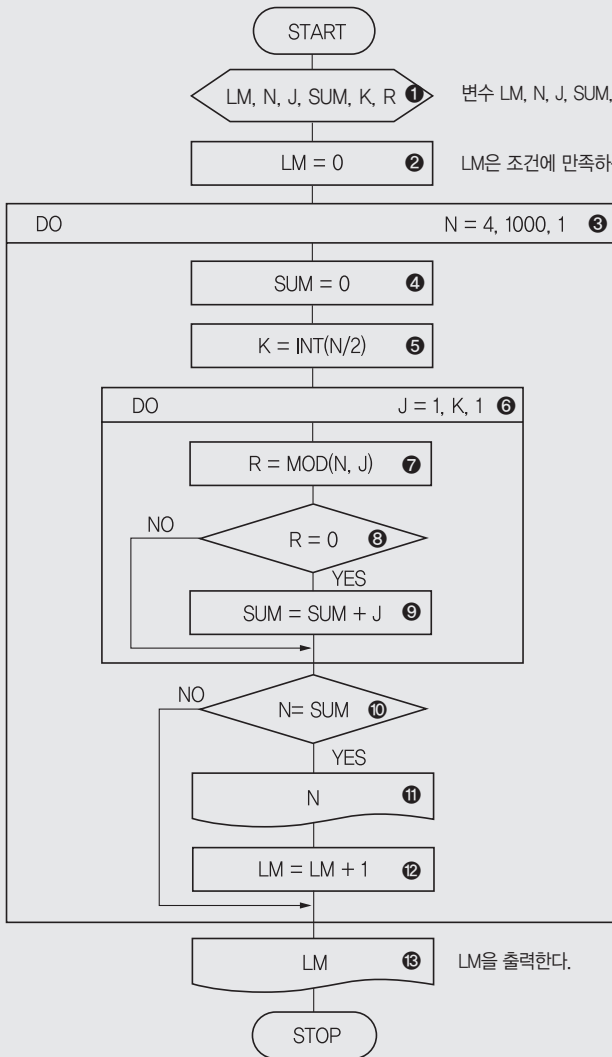 START
LM, N, J, SUM, K, R ❶ 변수 LM, N, J, SUM,
LM = 0 ❷ LM은 조건에 만족하
DO N = 4, 1000, 1 ❸
SUM = 0 ❹
K = INT(N/2) ❺
DO J = 1, K, 1 ❻
R = MOD(N, J) ❼
NO
R = 0 ❽
YES
SUM = SUM + J ❾
NO
N= SUM ❿
YES
N ⓫
LM = LM + 1 ⓬
LM ⓭ LM을 출력한다.
STOP